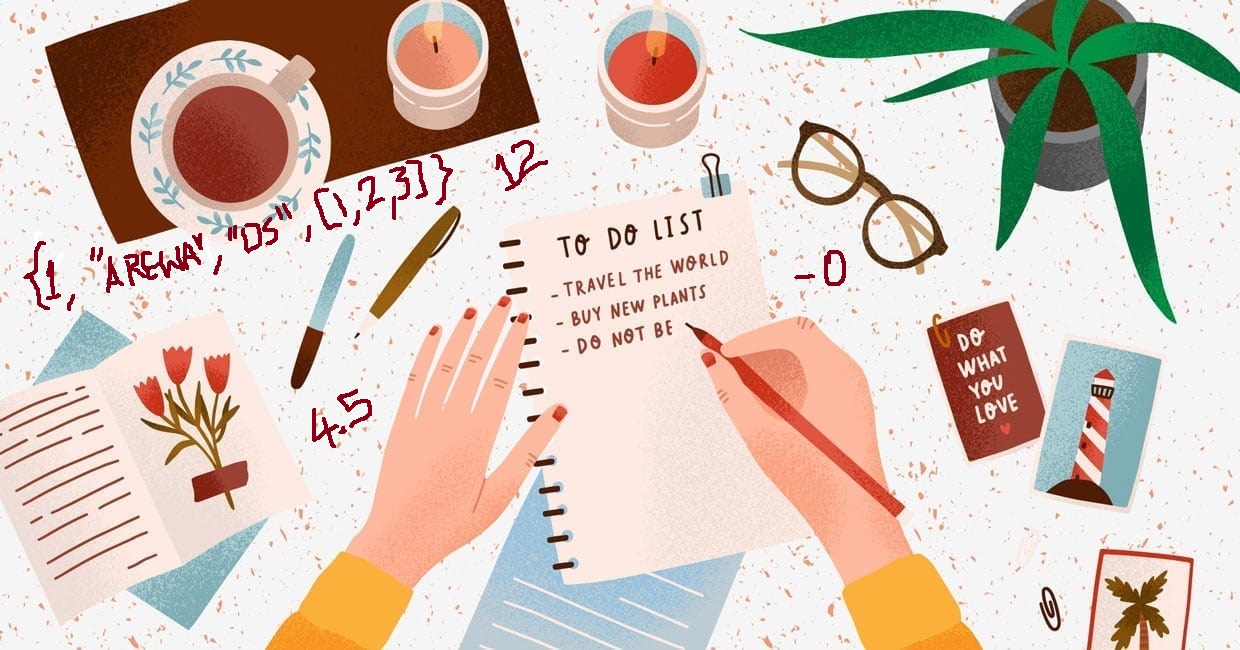 {1, "AREWA", "DS", [1,2,3]}
12
TO DO LIST
- TRAVEL THE WORLD
- BUY NEW PLANTS
- DO NOT BE
-0
4.5
DO
WHAT
YOU
LOVE